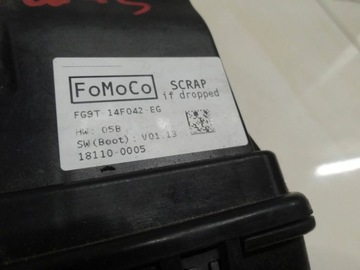 FoMoCo
SCRAP
if dropped
FG9T-14F042-EG
HW: 05B
SW(Boot): V01.13
18110-0005